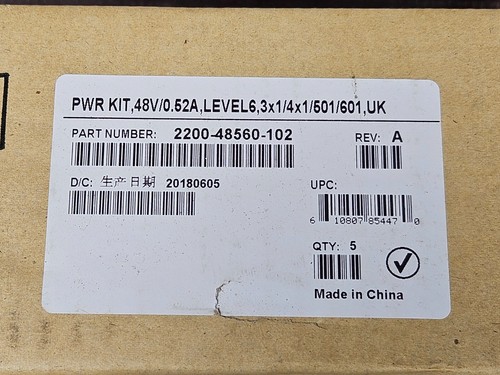 PWR KIT,48V/0.52A,LEVEL6,3x1/4x1/501/601,UK
PART NUMBER: 2200-48560-102
REV: A
D/C: 生产日期 20180605
UPC:
6 10807 85447 0
QTY: 5
Made in China